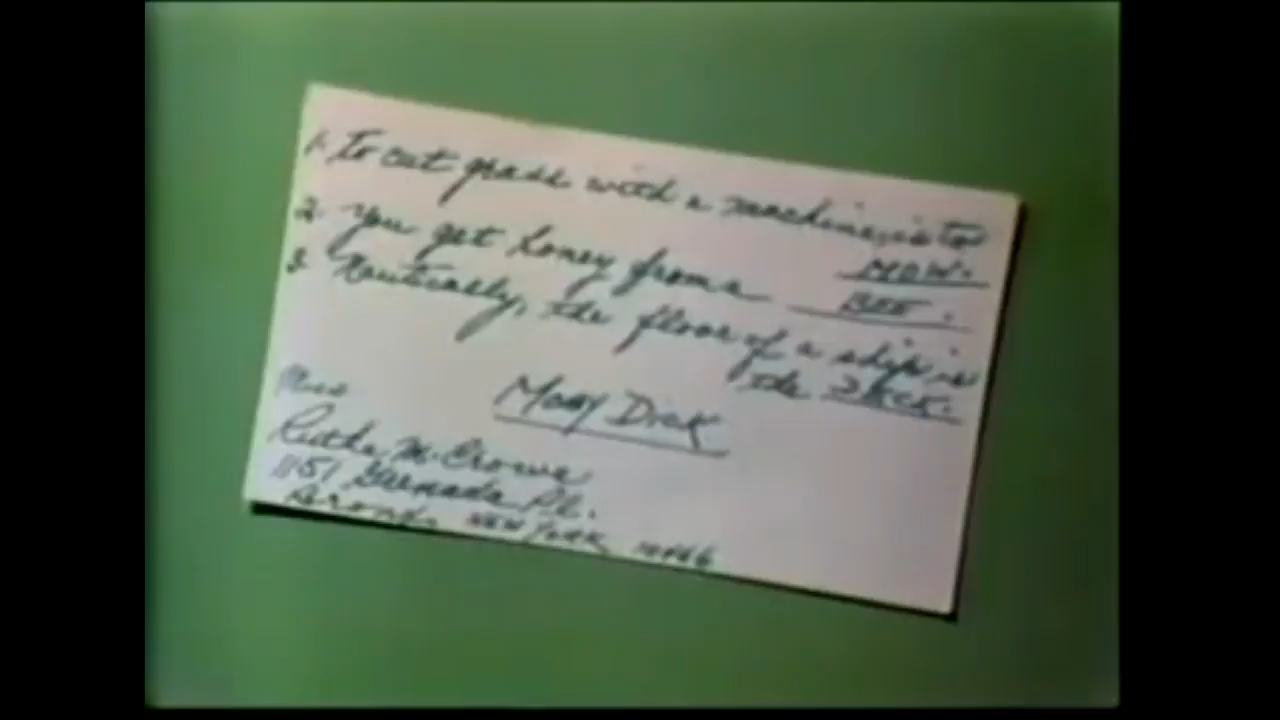 1. To cut grass with a machine, is to
MOW.
2. You get honey from a BEE.
3. Nautically, the floor of a ship is
the DECK.
MOBY DICK
Miss
Ruth M. Crowe
1151 Grenada Pl.
Bronx, NEW YORK 10466